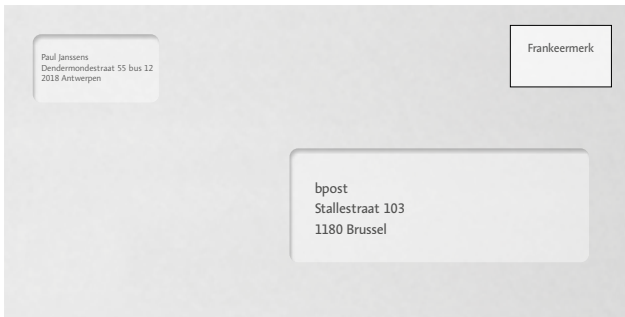 Paul Janssens
Dendermondestraat 55 bus 12
2018 Antwerpen
Frankeermerk
bpost
Stallestraat 103
1180 Brussel